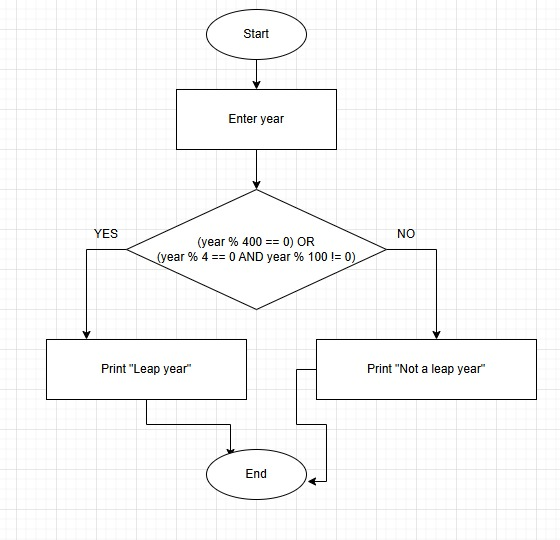 Start
Enter year
YES
NO
(year % 400 == 0) OR
(year % 4 == 0 AND year % 100 != 0)
Print "Leap year"
Print "Not a leap year"
End